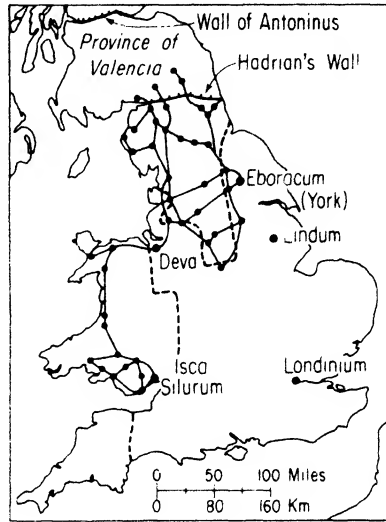 Wall of Antoninus
Province of
Valencia
Hadrian's Wall
Eboracum
(York)
Lindum
Deva
Isca
Silurum
Londinium
0 50 100 Miles
0 80 160 Km